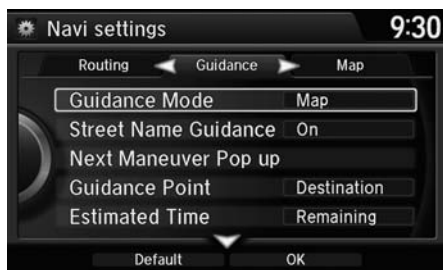 Navi settings 9:30
Routing Guidance Map
Guidance Mode Map
Street Name Guidance On
Next Maneuver Pop up
Guidance Point Destination
Estimated Time Remaining
Default OK